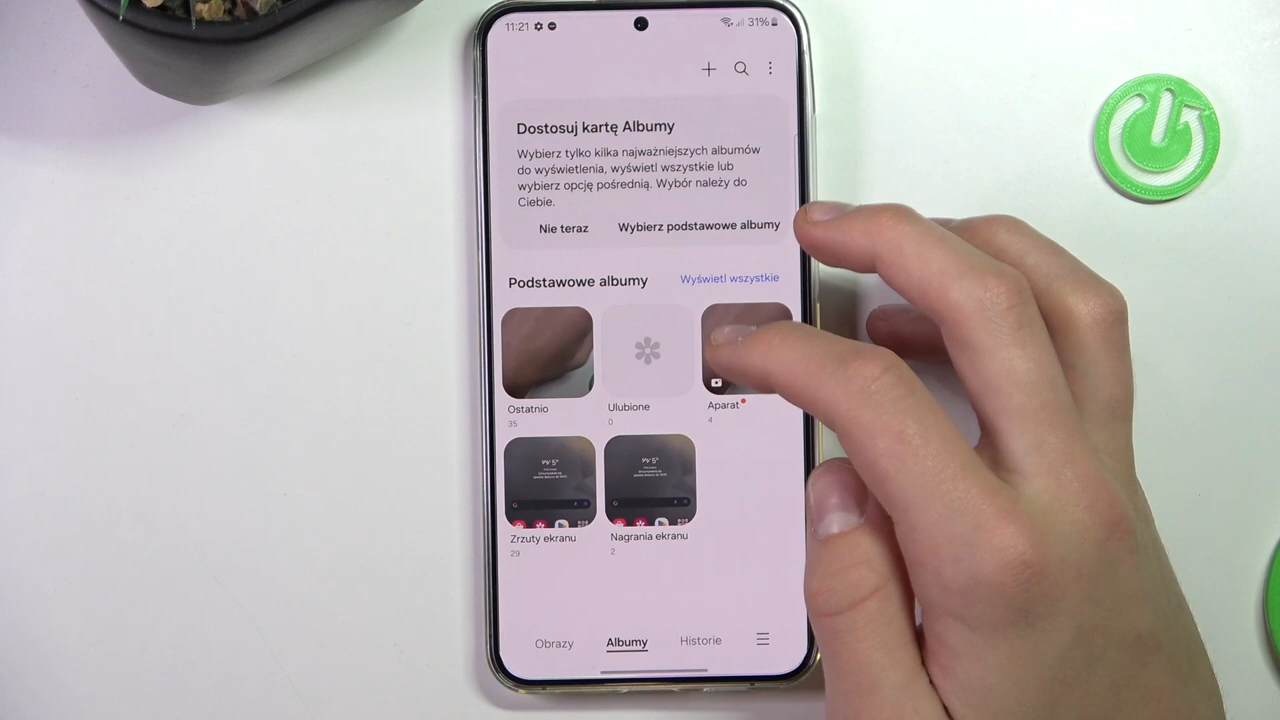 11:21
31%
Dostosuj kartę Albumy
Wybierz tylko kilka najważniejszych albumów
do wyświetlenia, wyświetl wszystkie lub
wybierz opcję pośrednią. Wybór należy do
Ciebie.
Nie teraz
Wybierz podstawowe albumy
Podstawowe albumy
Wyświetl wszystkie
Ostatnio
35
Ulubione
0
Aparat
4
Zrzuty ekranu
29
Nagrania ekranu
2
Obrazy
Albumy
Historie